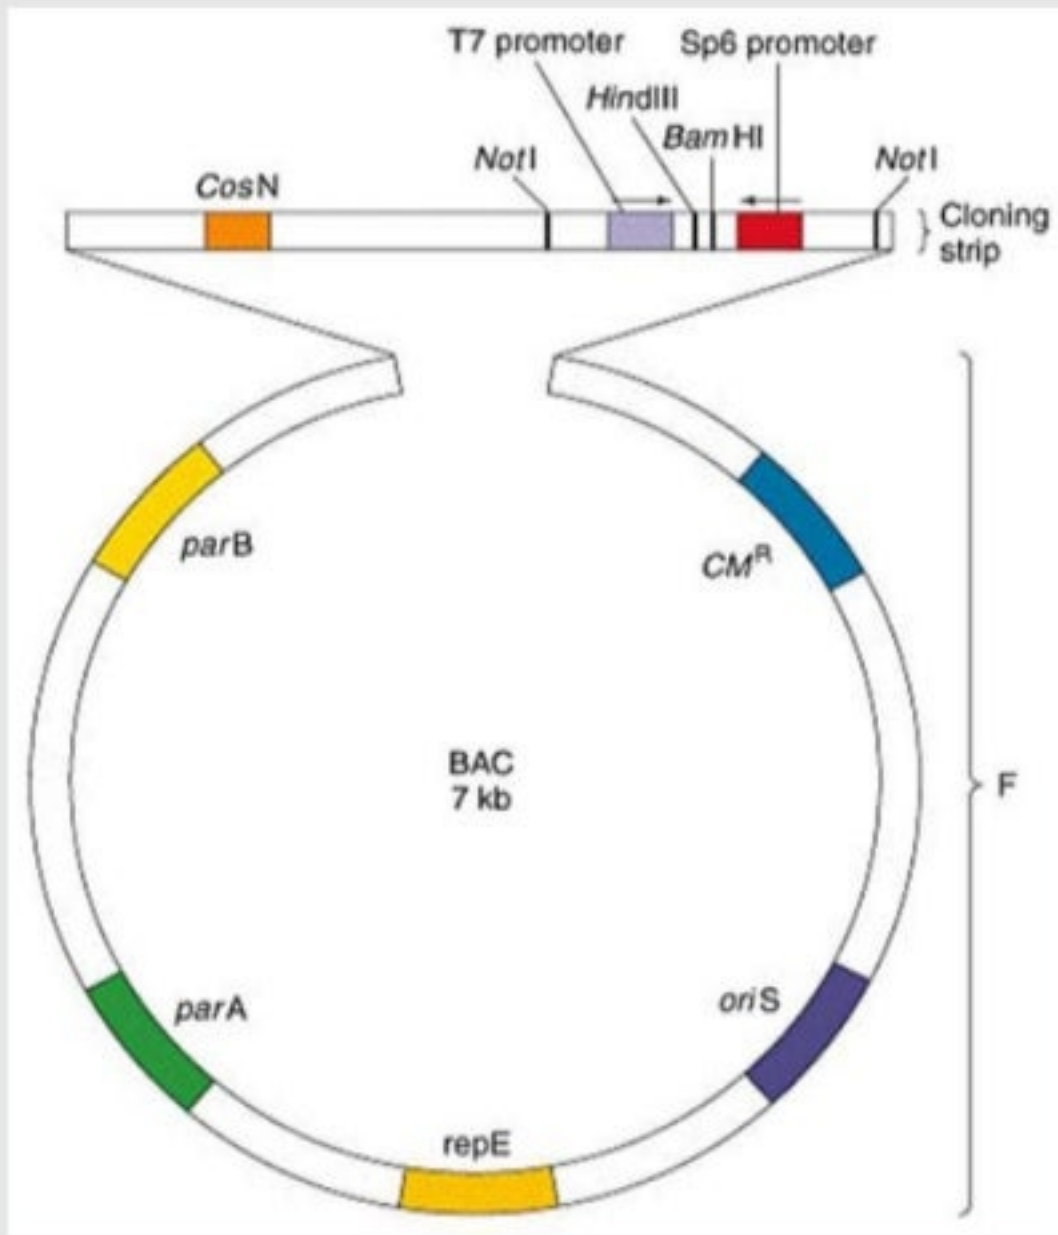 T7 promoter
Sp6 promoter
HindIII
BamHI
NotI
NotI
CosN
Cloning
strip
parB
CMᴿ
BAC
7 kb
F
parA
oriS
repE